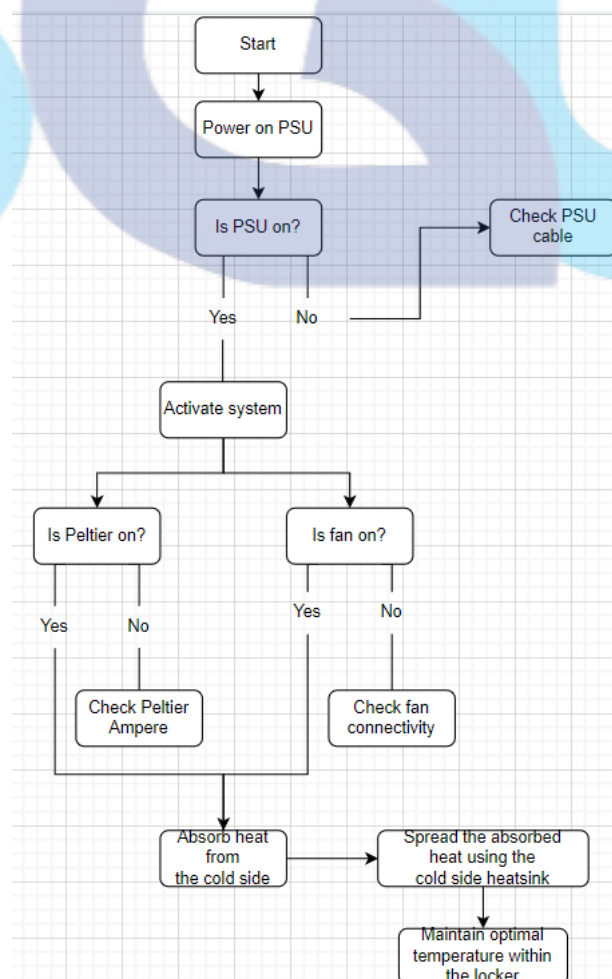 Start
Power on PSU
Is PSU on?
Check PSU
cable
Yes
No
Activate system
Is Peltier on?
Is fan on?
Yes
No
Yes
No
Check Peltier
Ampere
Check fan
connectivity
Absorb heat
from
the cold side
Spread the absorbed
heat using the
cold side heatsink
Maintain optimal
temperature within
the locker